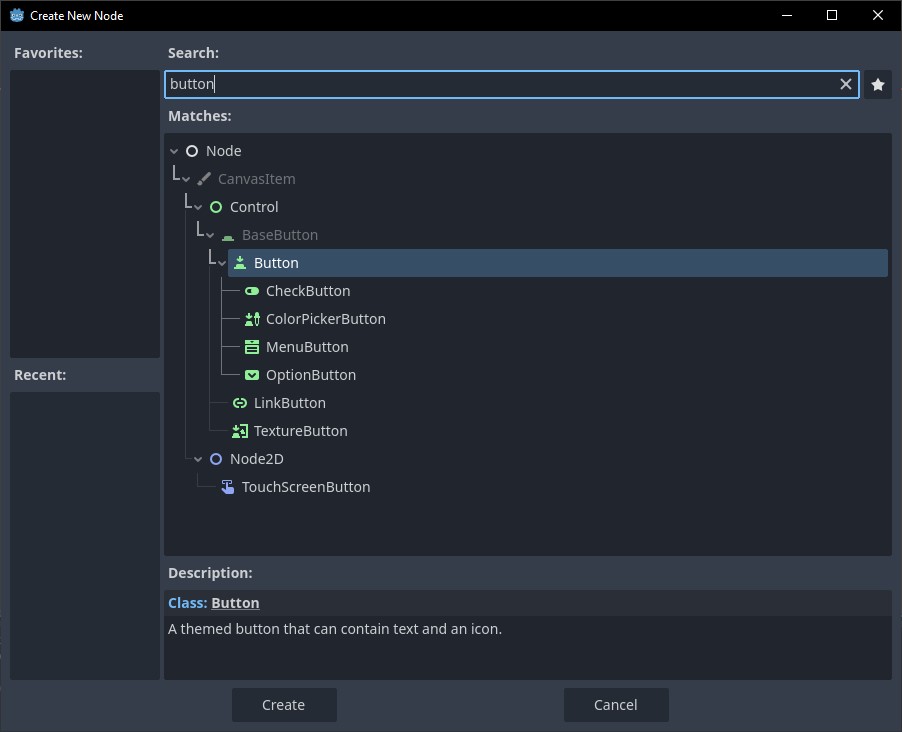 Create New Node
Favorites:
Search:
button
Matches:
Node
CanvasItem
Control
BaseButton
Button
CheckButton
ColorPickerButton
MenuButton
OptionButton
LinkButton
TextureButton
Node2D
TouchScreenButton
Recent:
Description:
Class: Button
A themed button that can contain text and an icon.
Create
Cancel